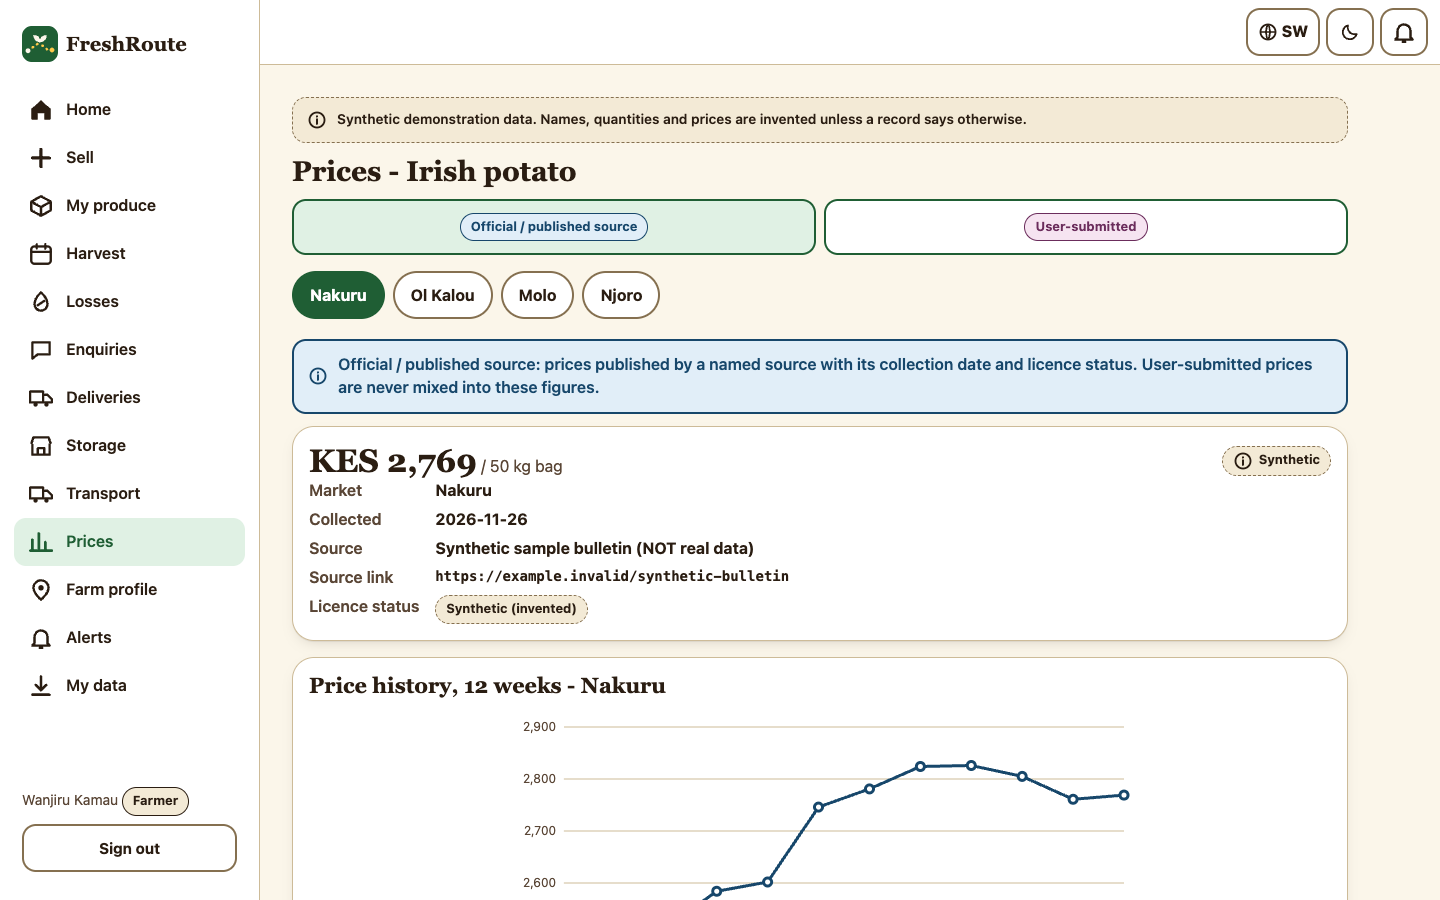 FreshRoute
Home
Sell
My produce
Harvest
Losses
Enquiries
Deliveries
Storage
Transport
Prices
Farm profile
Alerts
My data
Wanjiru Kamau Farmer
Sign out
SW
Synthetic demonstration data. Names, quantities and prices are invented unless a record says otherwise.
Prices - Irish potato
Official / published source
User-submitted
Nakuru
Ol Kalou
Molo
Njoro
Official / published source: prices published by a named source with its collection date and licence status. User-submitted prices
are never mixed into these figures.
KES 2,769 / 50 kg bag
Synthetic
Market Nakuru
Collected 2026-11-26
Source Synthetic sample bulletin (NOT real data)
Source link https://example.invalid/synthetic-bulletin
Licence status Synthetic (invented)
Price history, 12 weeks - Nakuru
2,900
2,800
2,700
2,600